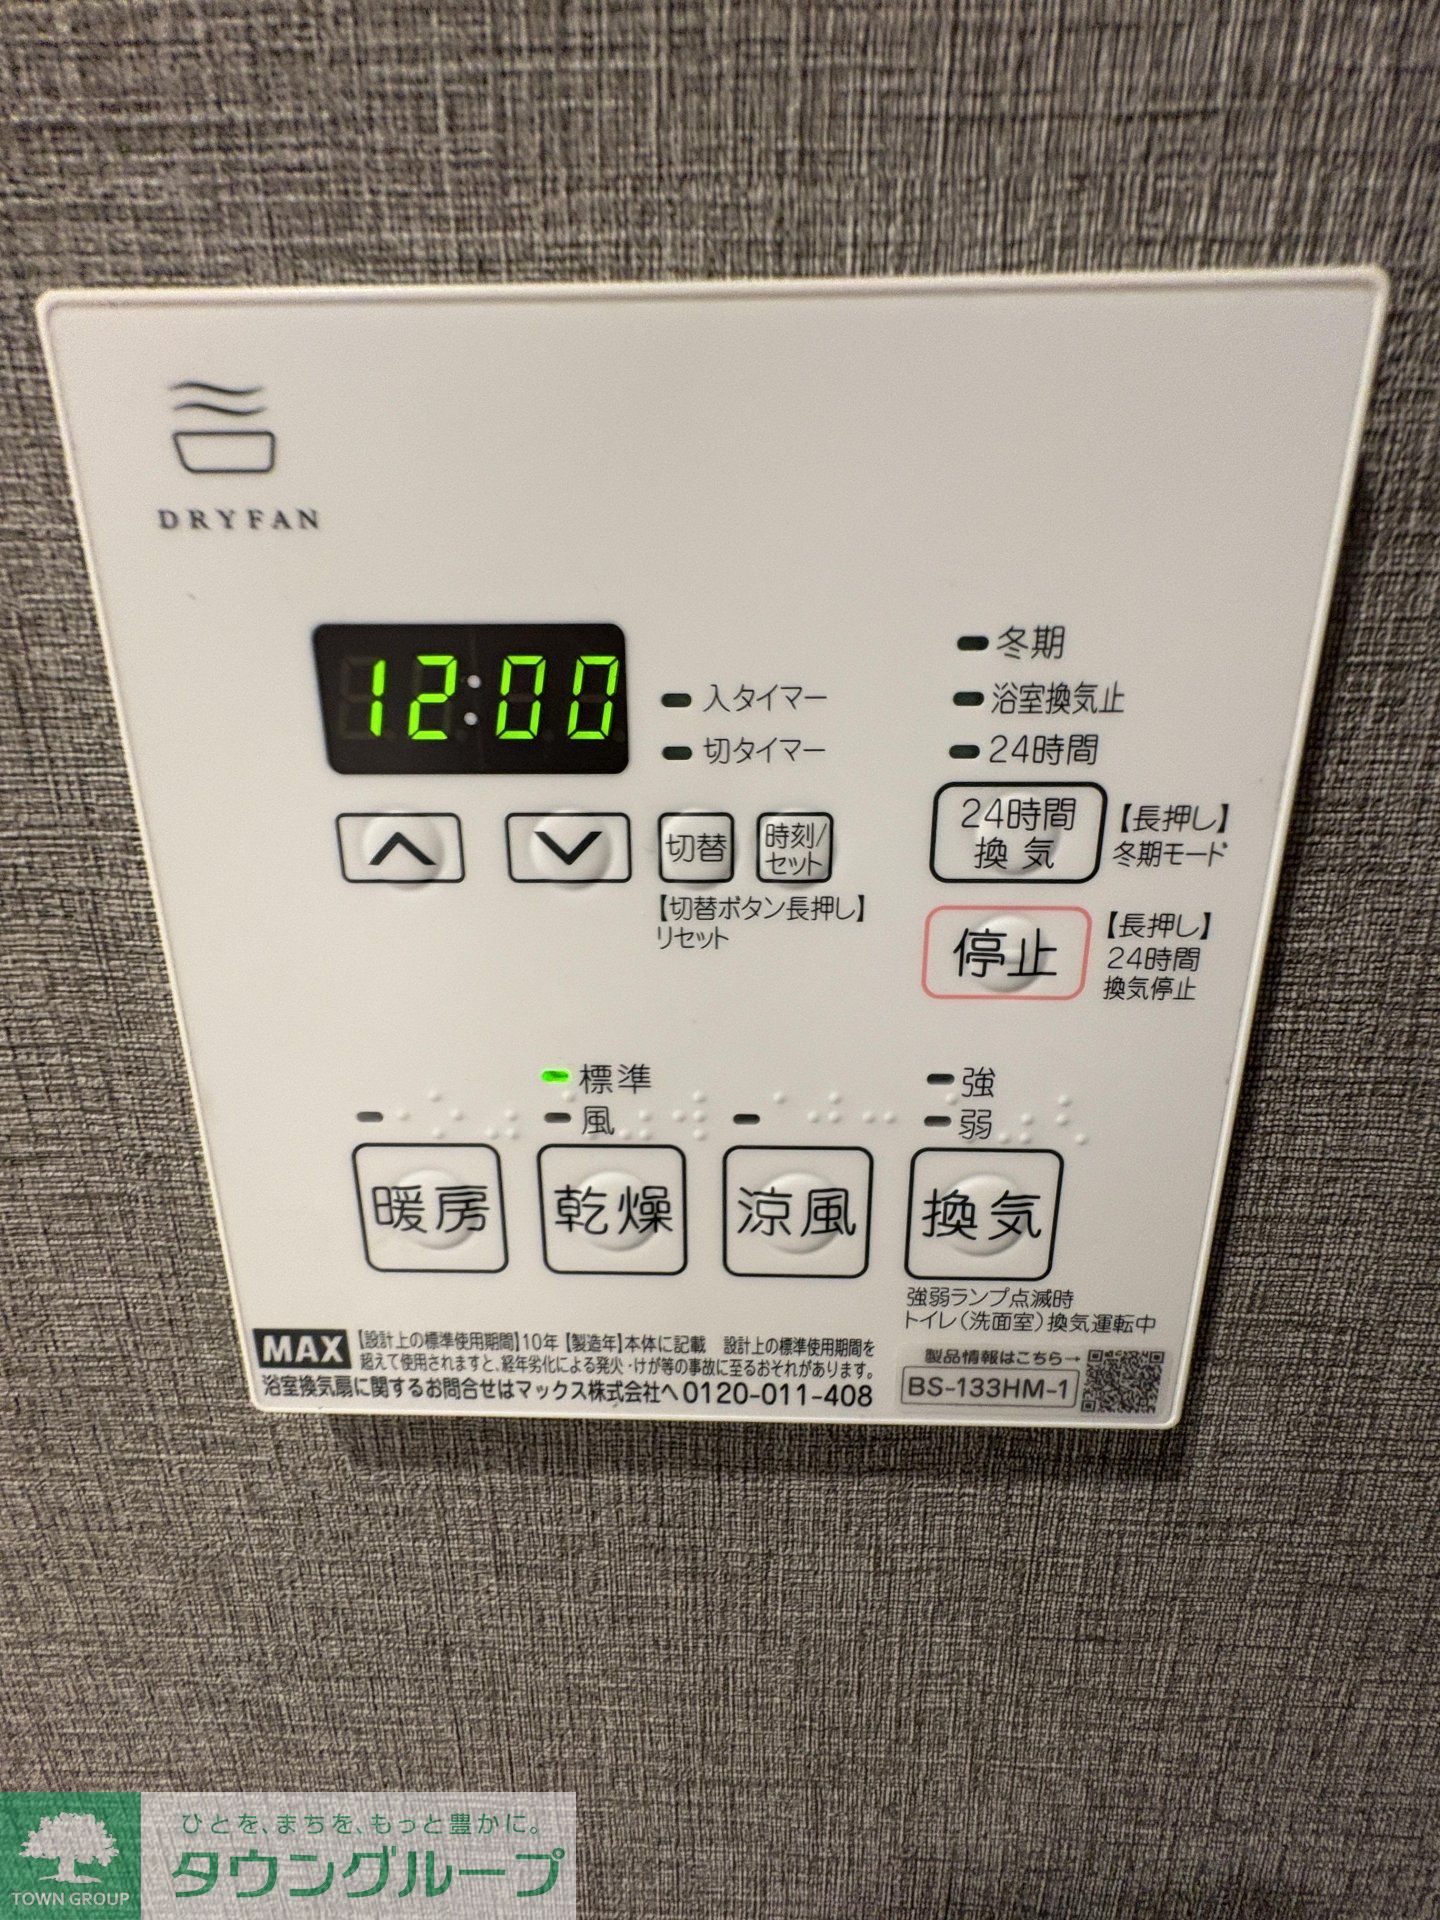 DRYFAN
12:00
入タイマー
切タイマー
冬期
浴室換気止
24時間
切替
時刻/
セット
【切替ボタン長押し】
リセット
24時間
換気
【長押し】
冬期モード
停止
【長押し】
24時間
換気停止
標準
風
強
弱
暖房
乾燥
涼風
換気
強弱ランプ点滅時
トイレ(洗面室)換気運転中
MAX
【設計上の標準使用期間】10年【製造年】本体に記載 設計上の標準使用期間を
超えて使用されますと、経年劣化による発火・けが等の事故に至るおそれがあります。
浴室換気扇に関するお問合せはマックス株式会社へ0120-011-408
製品情報はこちら→
BS-133HM-1
TOWN GROUP
ひとを、まちを、もっと豊かに。
タウングループ